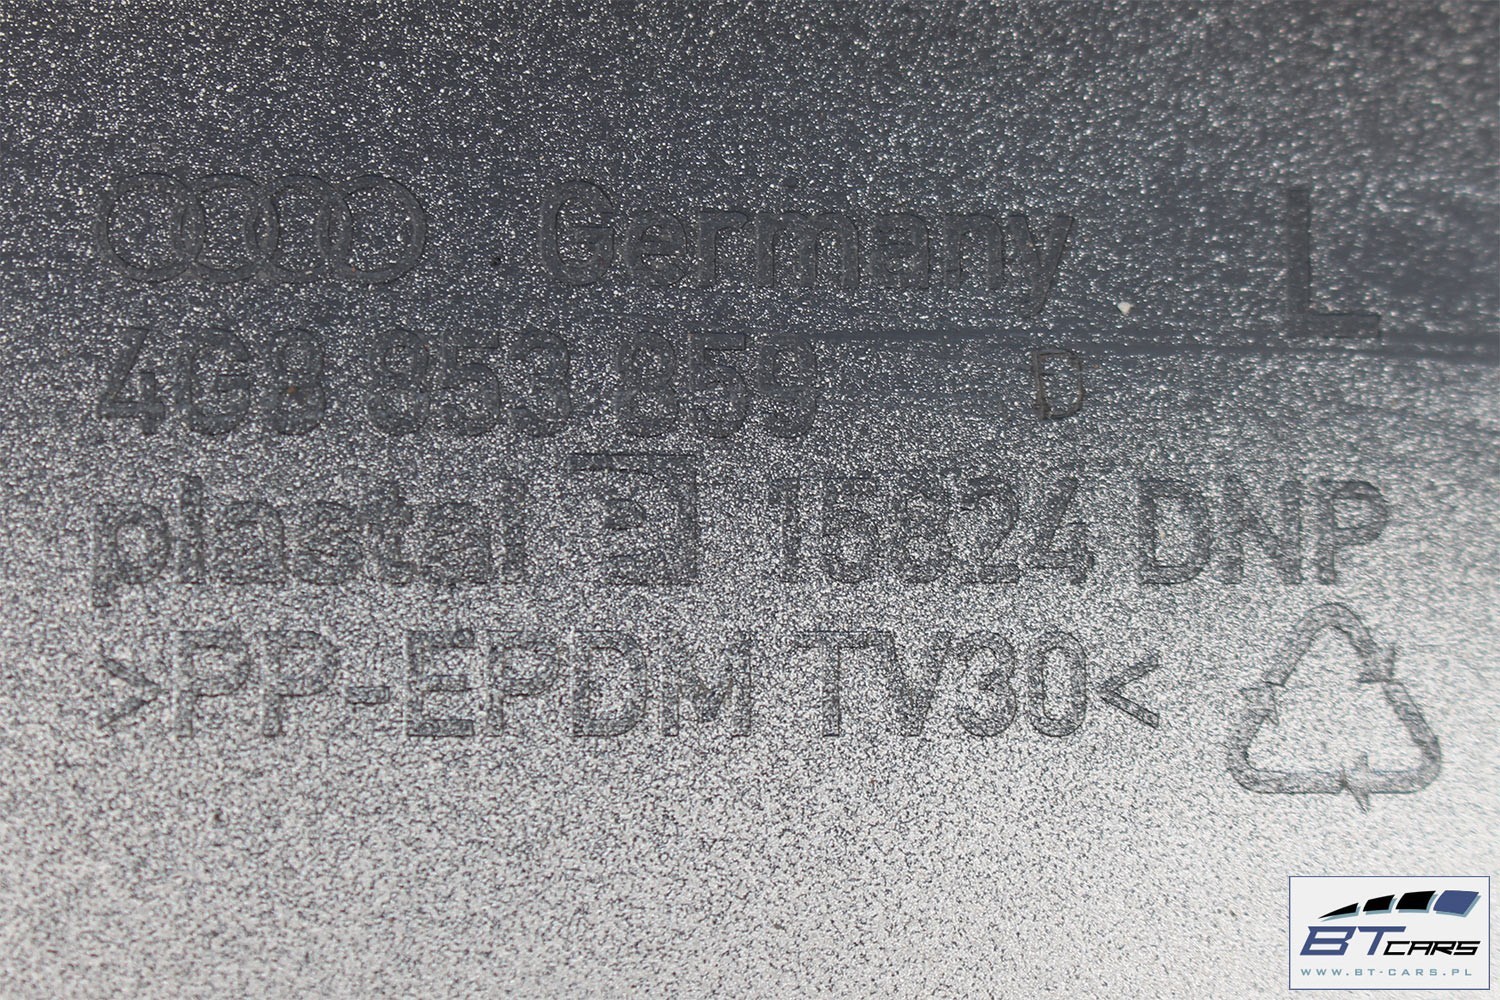 Germany L
4G8 853 859 D
plastal 15824 DNP
>PP-EPDM TV30<
BT CARS
WWW.BT-CARS.PL